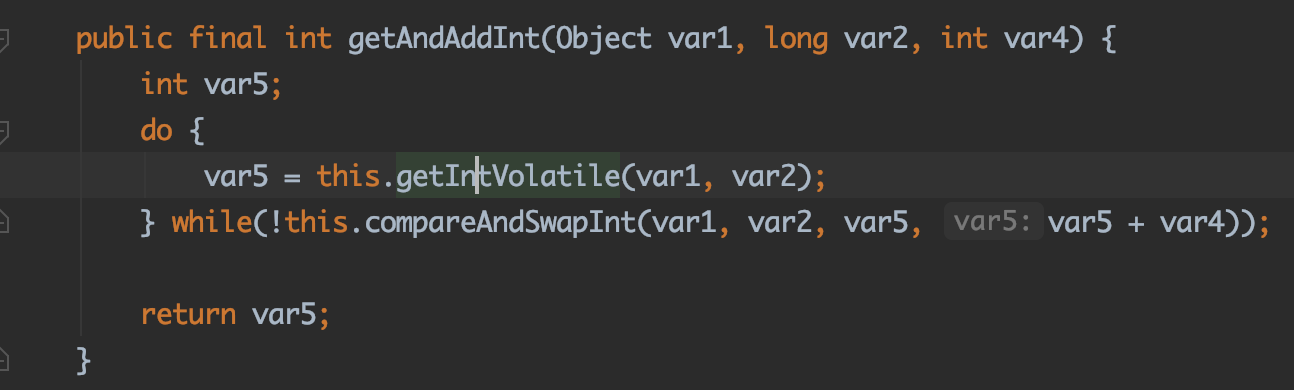 public final int getAndAddInt(Object var1, long var2, int var4) {
int var5;
do {
var5 = this.getIntVolatile(var1, var2);
} while(!this.compareAndSwapInt(var1, var2, var5, var5: var5 + var4));
return var5;
}